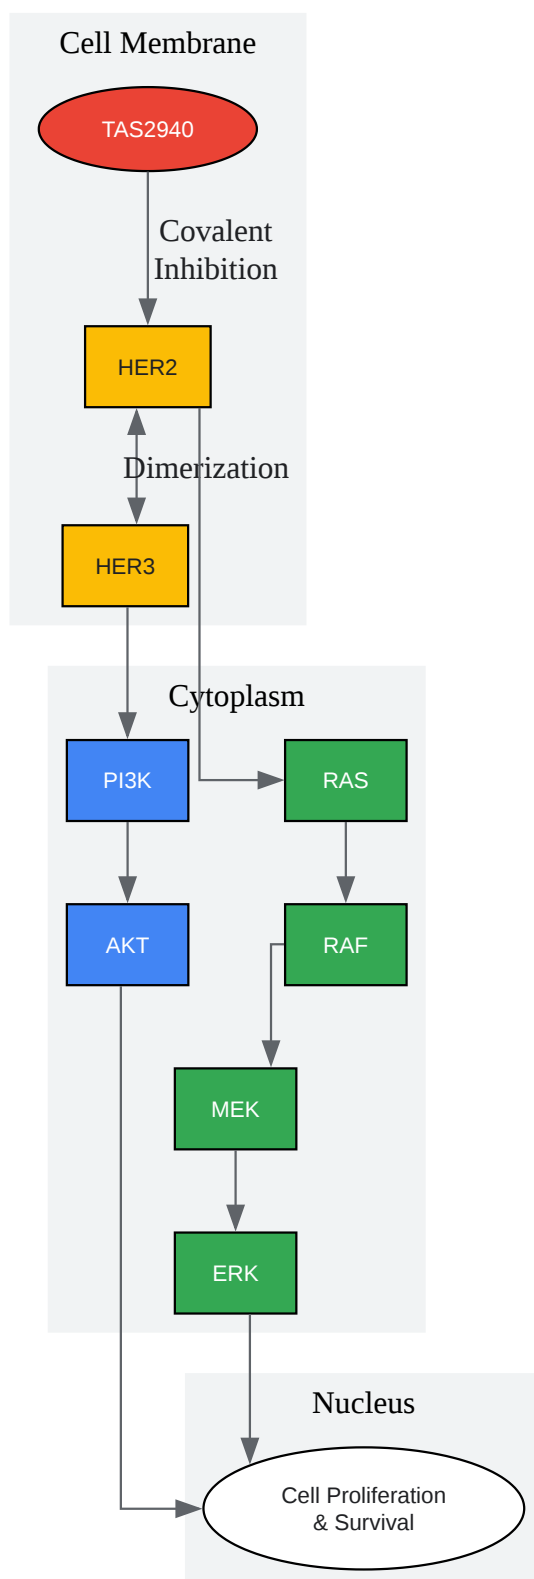 Cell Membrane
TAS2940
Covalent
Inhibition
HER2
Dimerization
HER3
Cytoplasm
PI3K
RAS
AKT
RAF
MEK
ERK
Nucleus
Cell Proliferation
& Survival